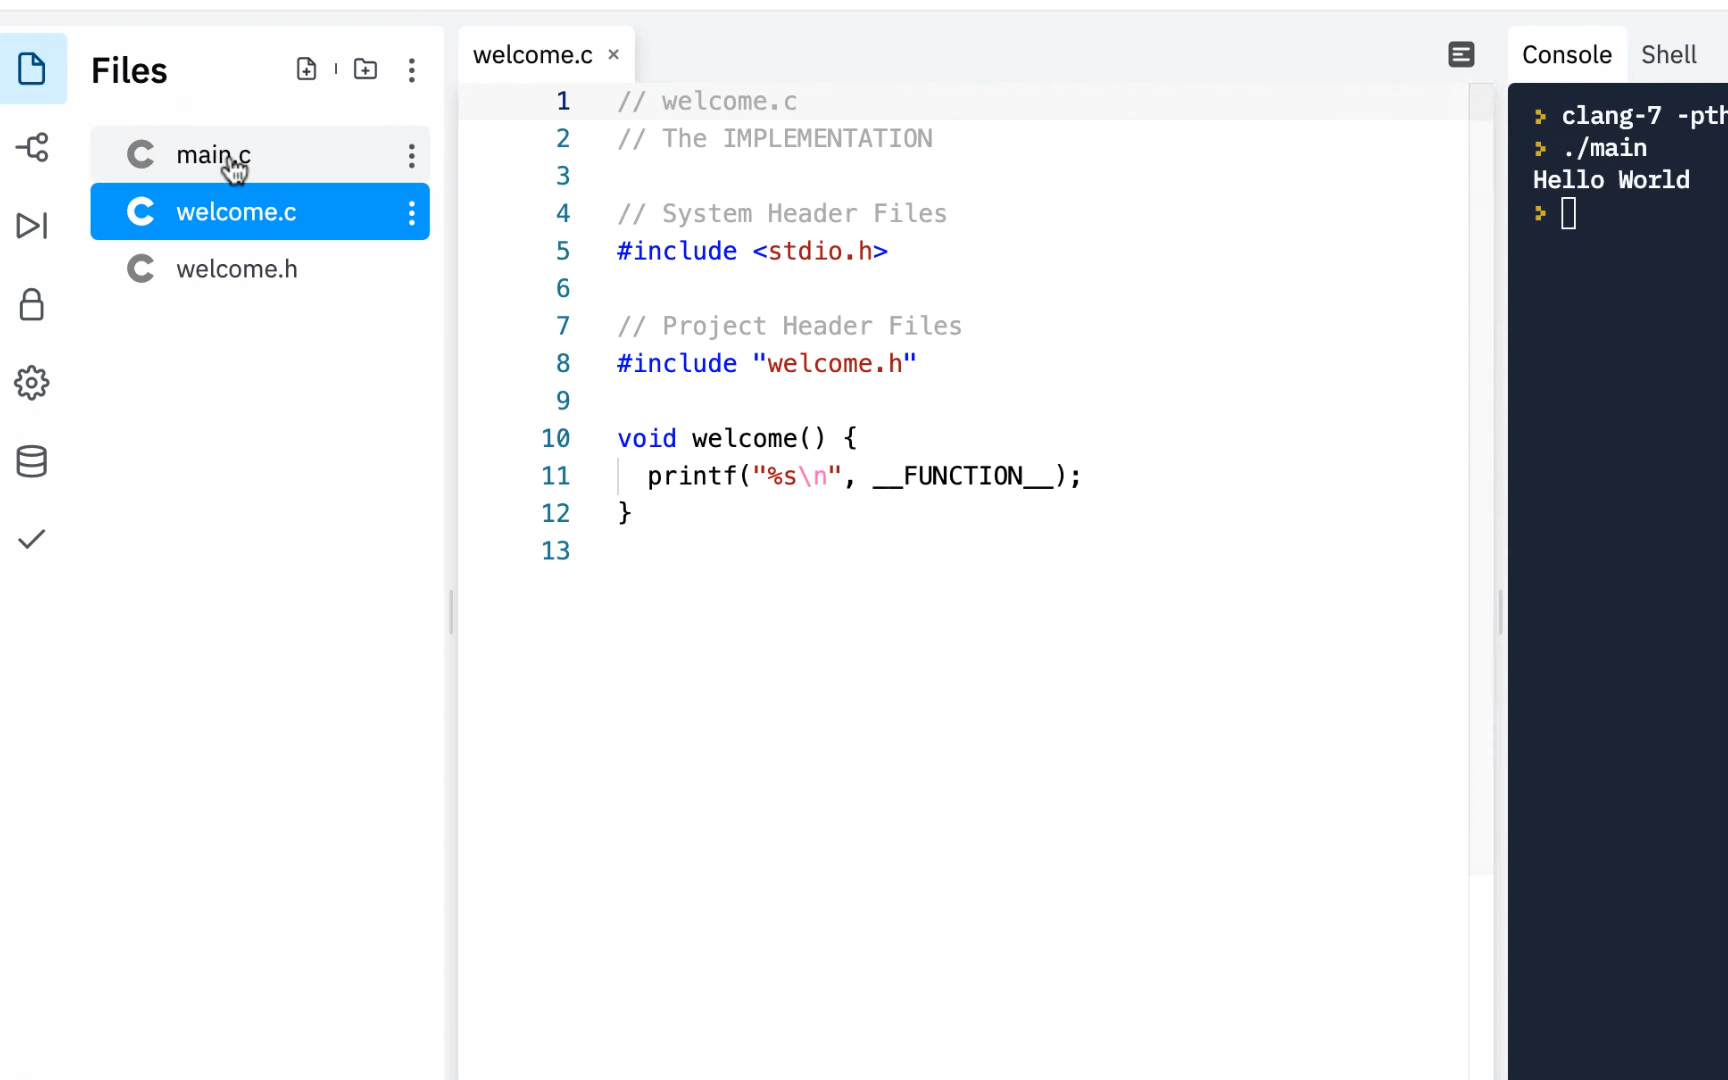 Files
main.c
welcome.c
welcome.h
welcome.c ×
1 // welcome.c
2 // The IMPLEMENTATION
3
4 // System Header Files
5 #include <stdio.h>
6
7 // Project Header Files
8 #include "welcome.h"
9
10 void welcome() {
11 printf("%s\n", __FUNCTION__);
12 }
13
Console Shell
> clang-7 -pth
> ./main
Hello World
>